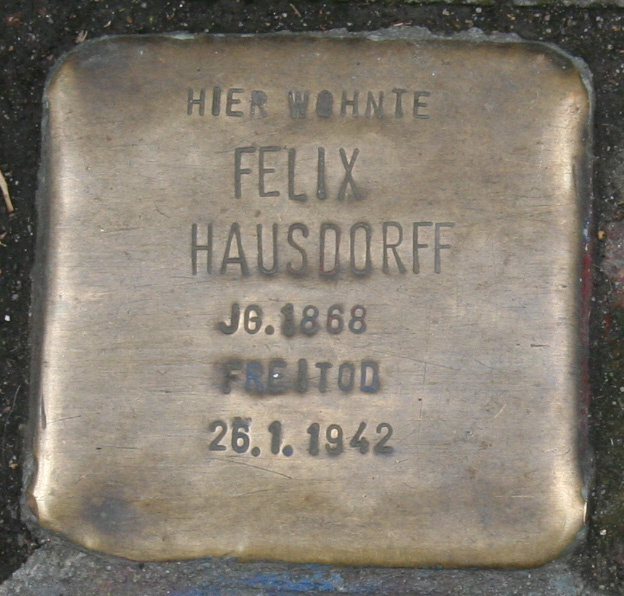 HIER WOHNTE
FELIX
HAUSDORFF
JG.1868
FREITOD
26.1.1942